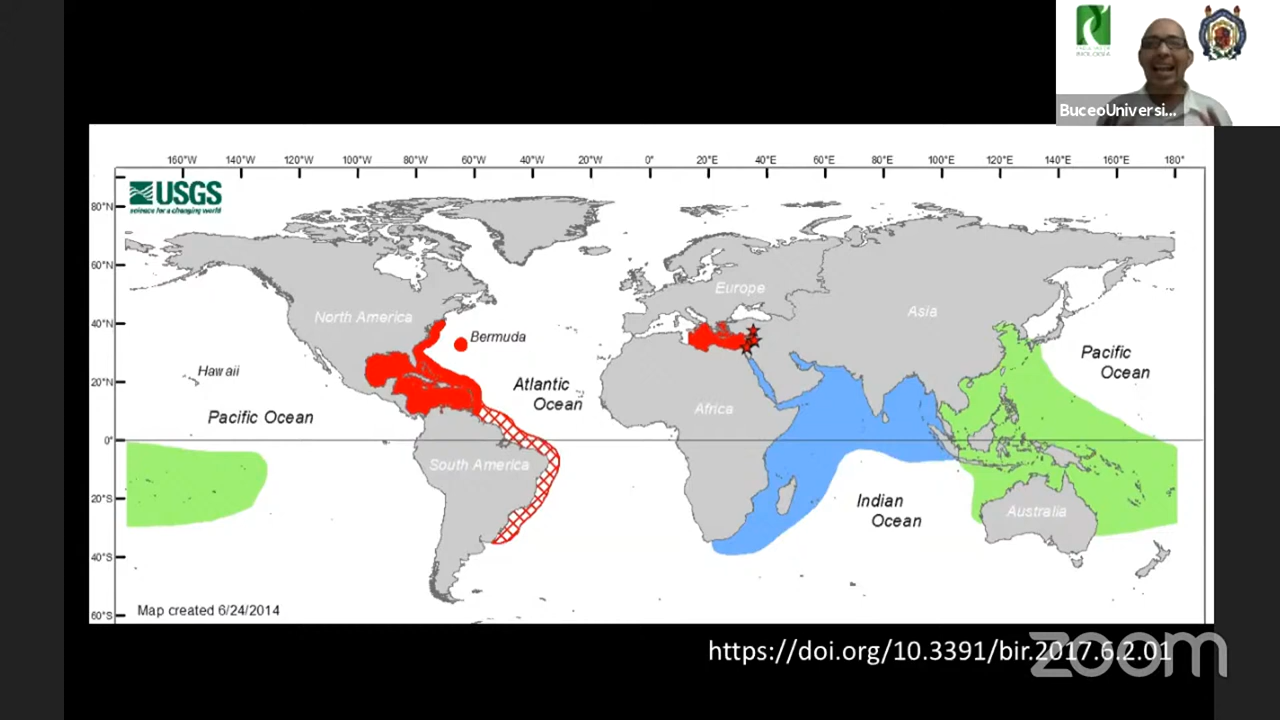 BuceoUniversi...
160°W 140°W 120°W 100°W 80°W 60°W 40°W 20°W 0° 20°E 40°E 60°E 80°E 100°E 120°E 140°E 160°E 180°
USGS
science for a changing world
80°N
60°N
40°N
20°N
0°
20°S
40°S
60°S
North America
Bermuda
Hawaii
Pacific Ocean
Atlantic
Ocean
South America
Europe
Africa
Asia
Indian
Ocean
Australia
Pacific
Ocean
Map created 6/24/2014
https://doi.org/10.3391/bir.2017.6.2.01
zoom